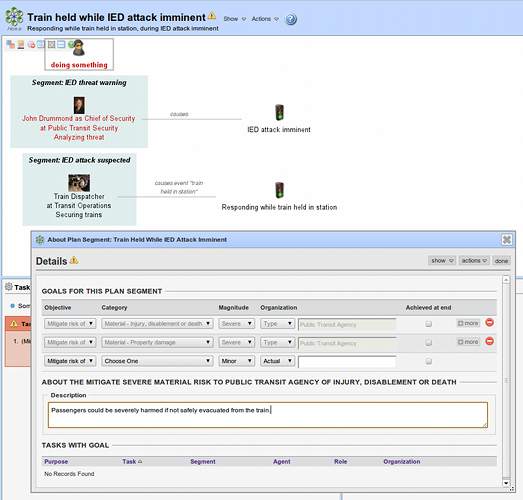 Train held while IED attack imminent
Show
Actions
?
Responding while train held in station, during IED attack imminent
doing something
Segment: IED threat warning
John Drummond as Chief of Security
at Public Transit Security
Analyzing threat
causes
IED attack imminent
Segment: IED attack suspected
Train Dispatcher
at Transit Operations
Securing trains
causes event "train
held in station"
Responding while train held in station
About Plan Segment: Train Held While IED Attack Imminent
Details
show
actions
done
GOALS FOR THIS PLAN SEGMENT
Objective Category Magnitude Organization Achieved at end
Mitigate risk of Material - Injury, disablement or death Severe Type Public Transit Agency more
Mitigate risk of Material - Property damage Severe Type Public Transit Agency more
Mitigate risk of Choose One Minor Actual
ABOUT THE MITIGATE SEVERE MATERIAL RISK TO PUBLIC TRANSIT AGENCY OF INJURY, DISABLEMENT OR DEATH
Description
Passengers could be severely harmed if not safely evacuated from the train.
TASKS WITH GOAL
Purpose Task Segment Agent Role Organization
No Records Found
Task
Som
Tas
1. (Mi